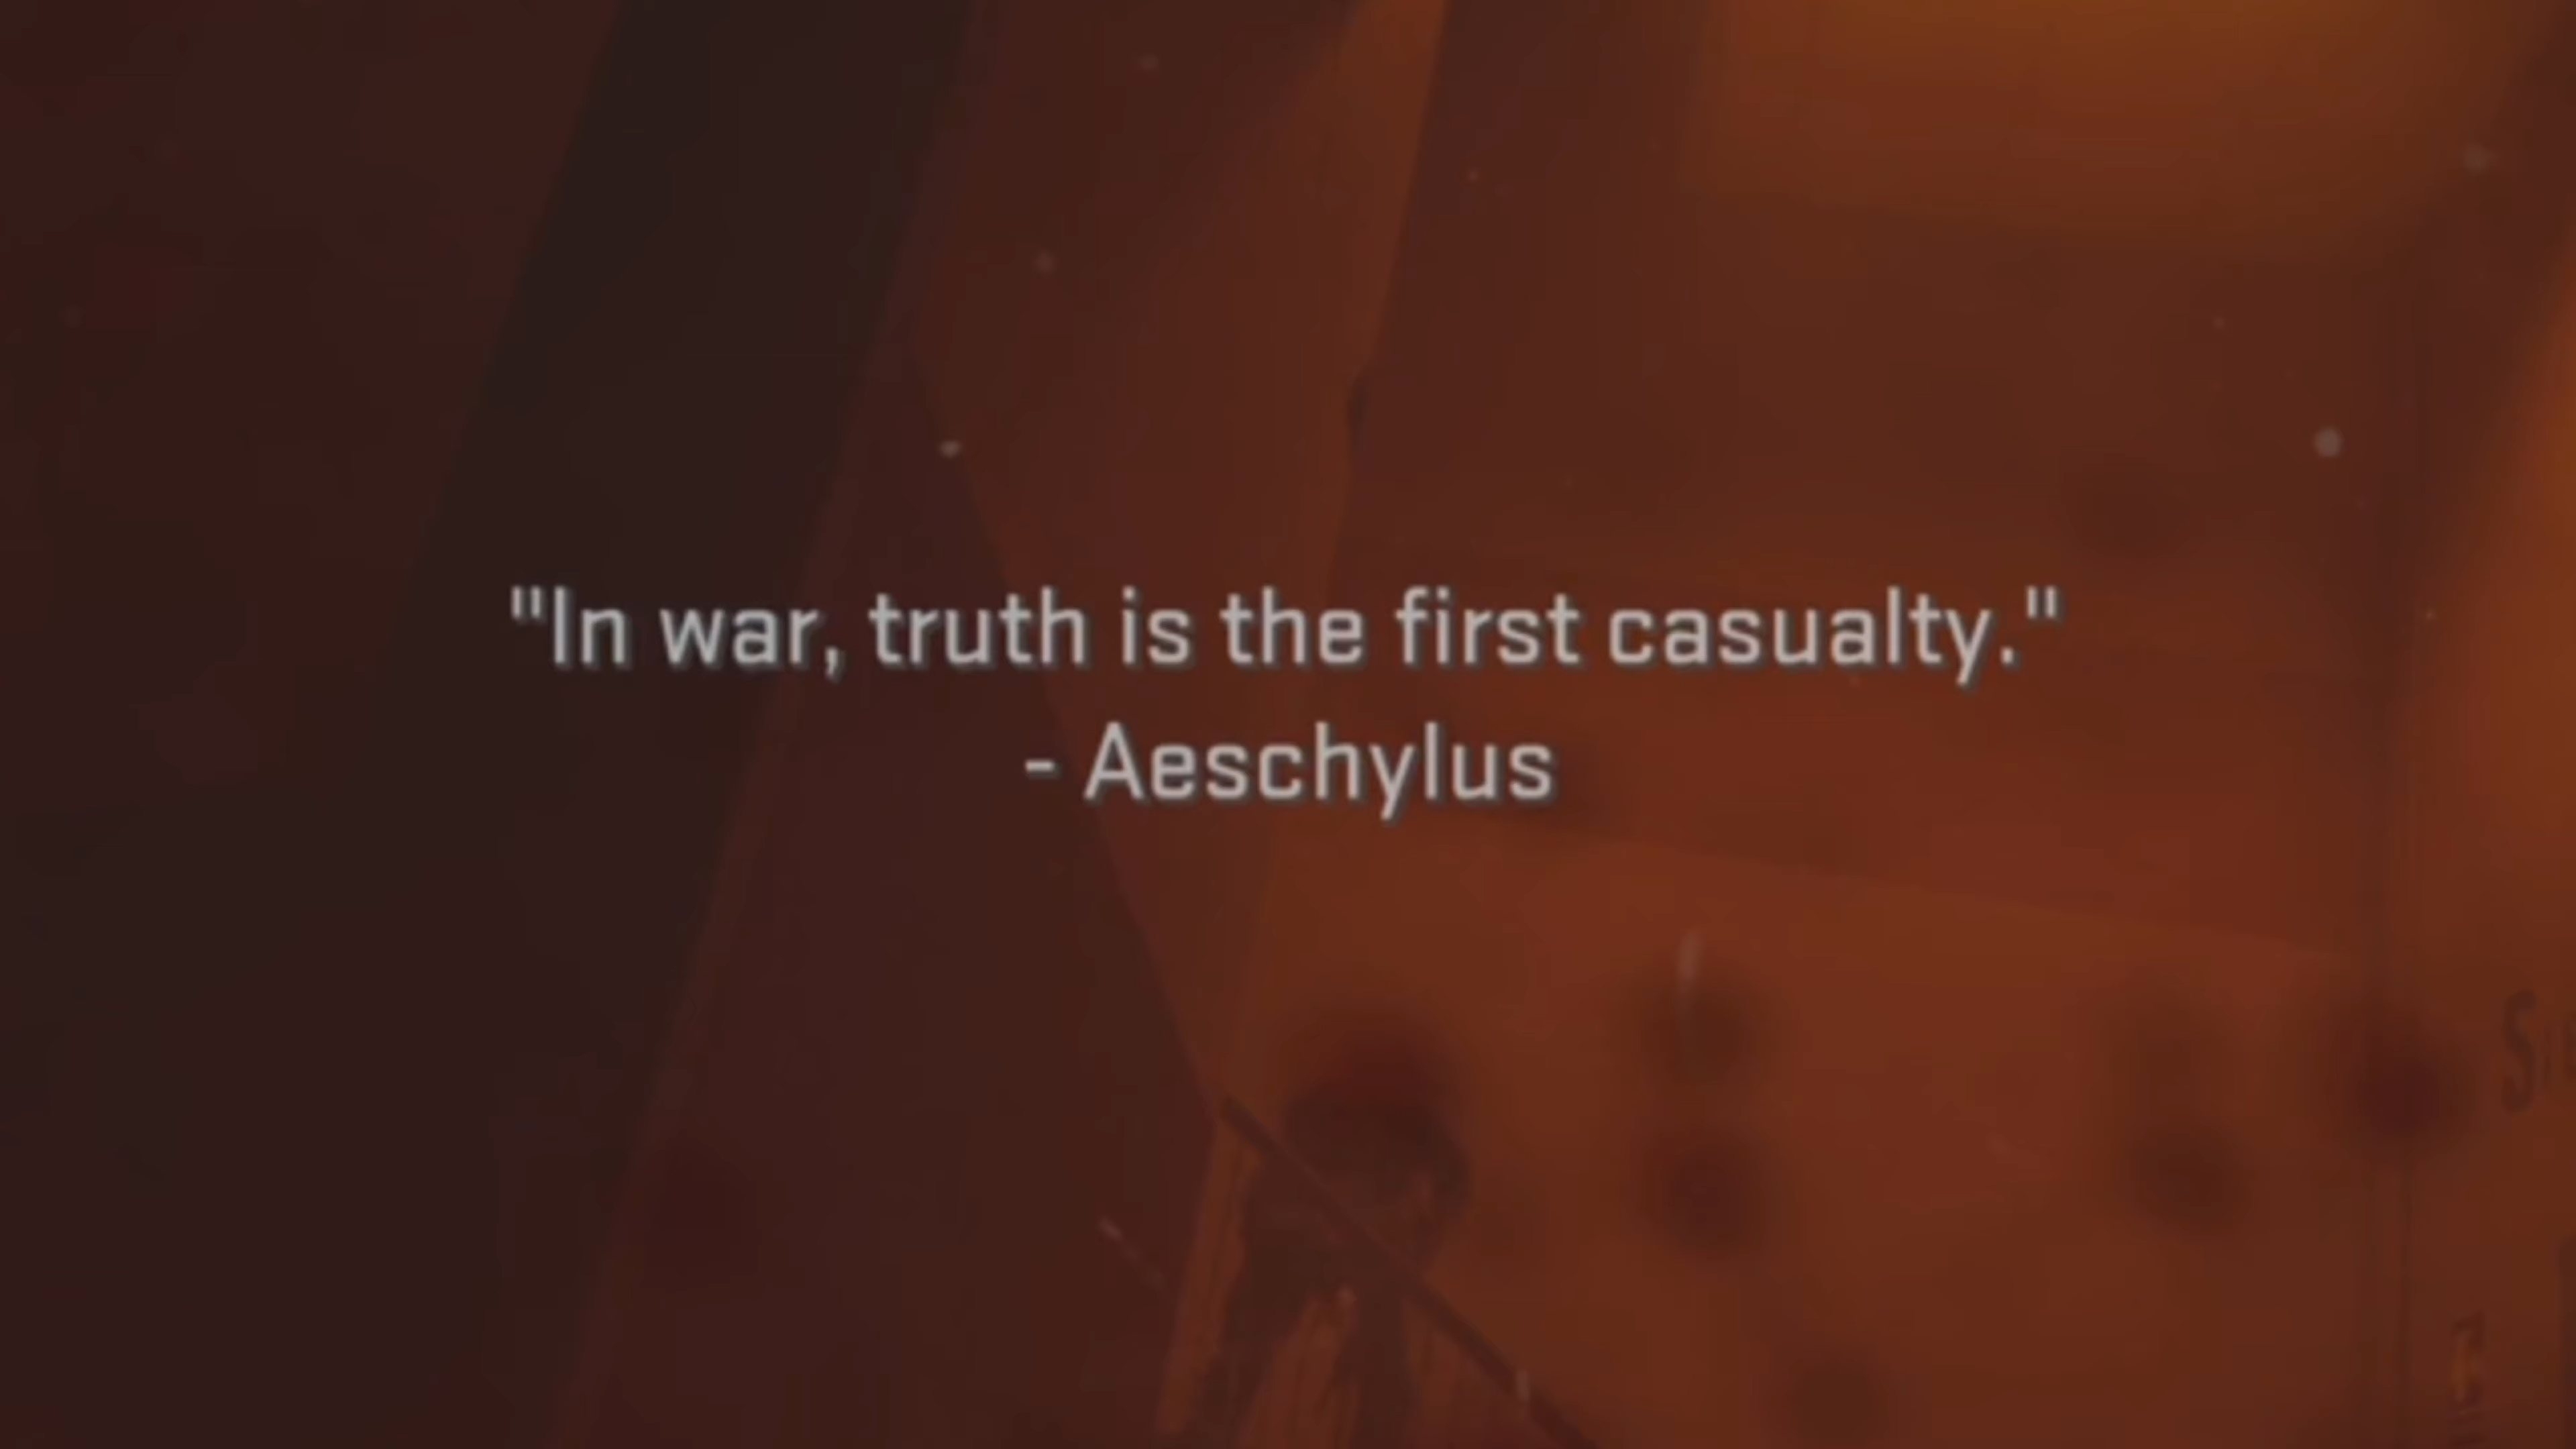 "In war, truth is the first casualty."
- Aeschylus